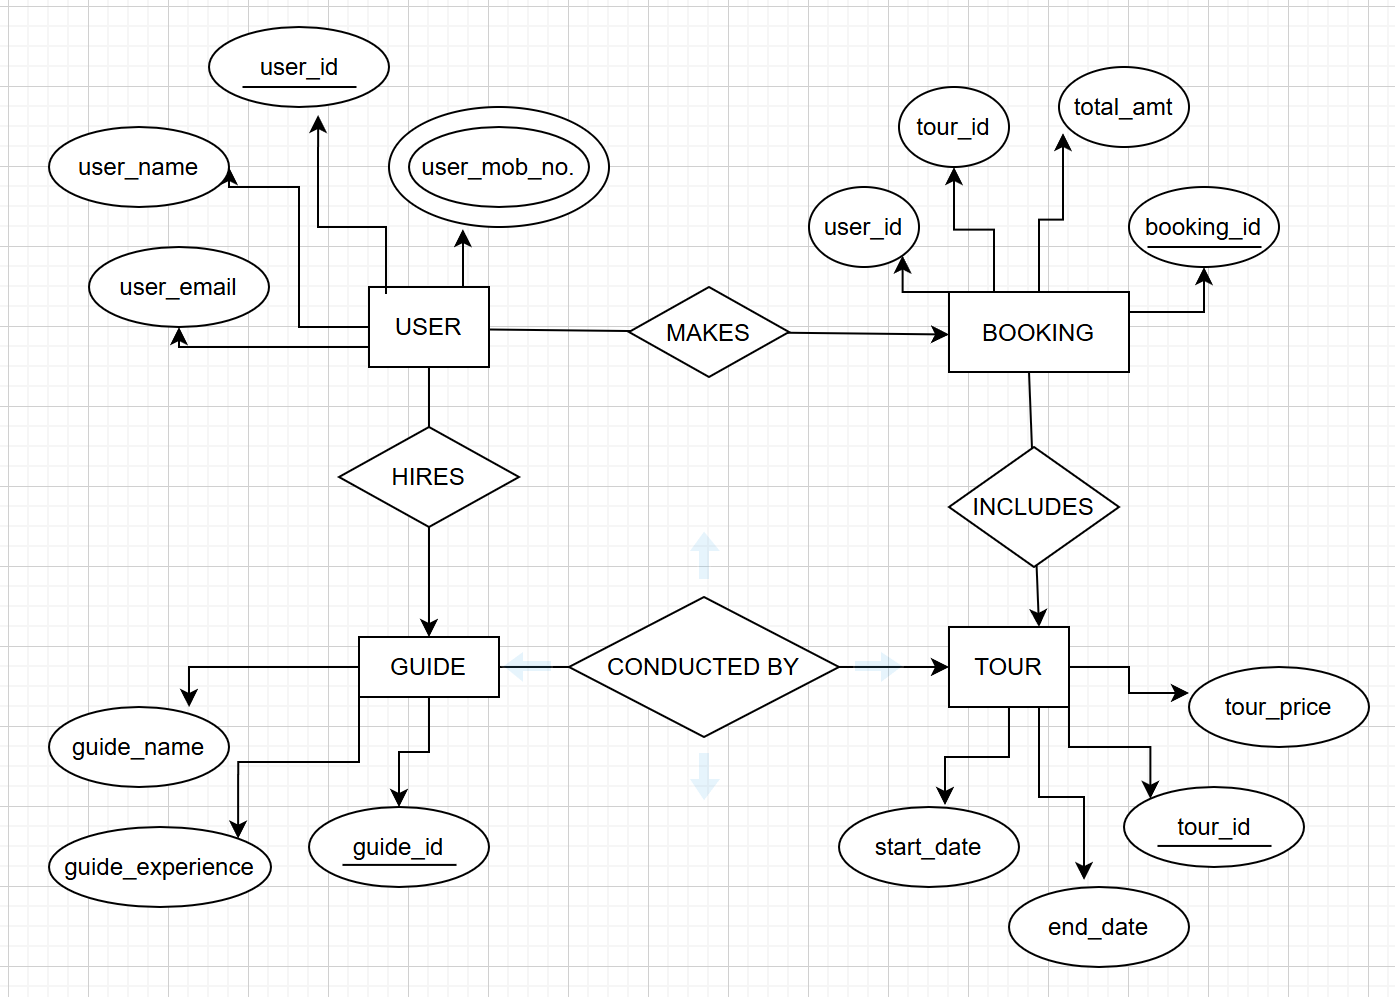 user_id
total_amt
tour_id
user_name
user_mob_no.
user_id
booking_id
user_email
USER
MAKES
BOOKING
HIRES
INCLUDES
GUIDE
CONDUCTED BY
TOUR
tour_price
guide_name
tour_id
guide_id
start_date
guide_experience
end_date